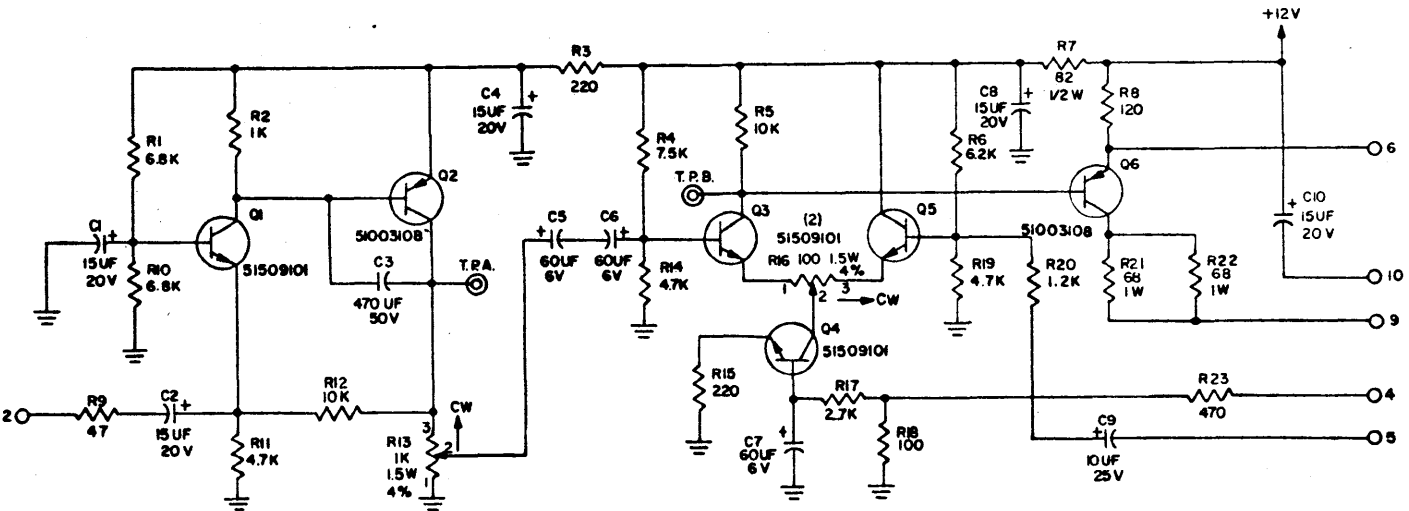 +12V
R3
220
R7
82
1/2 W
R2
1K
C4
15UF
20V
+
R5
10K
C8
15UF
20V
+
R8
120
R1
6.8K
R4
7.5K
R6
6.2K
6
Q2
T.P.B.
Q6
C1
+
15UF
20V
Q1
51003108
C5
+
60UF
6V
C6
+
60UF
6V
Q3
(2)
51509101
Q5
51003108
C10
15UF
20V
+
R10
6.8K
51509101
C3
470 UF
50V
T.P.A.
R14
4.7K
R16 100 1.5W
4%
1
2
3
CW
R19
4.7K
R20
1.2K
R21
68
1W
R22
68
1W
10
9
Q4
51509101
R15
220
R17
2.7K
R23
470
4
2
R9
47
C2
+
15UF
20V
R12
10K
CW
3
2
1
R11
4.7K
R13
1K
1.5W
4%
C7
60UF
6V
+
R18
100
C9
+
10UF
25V
5